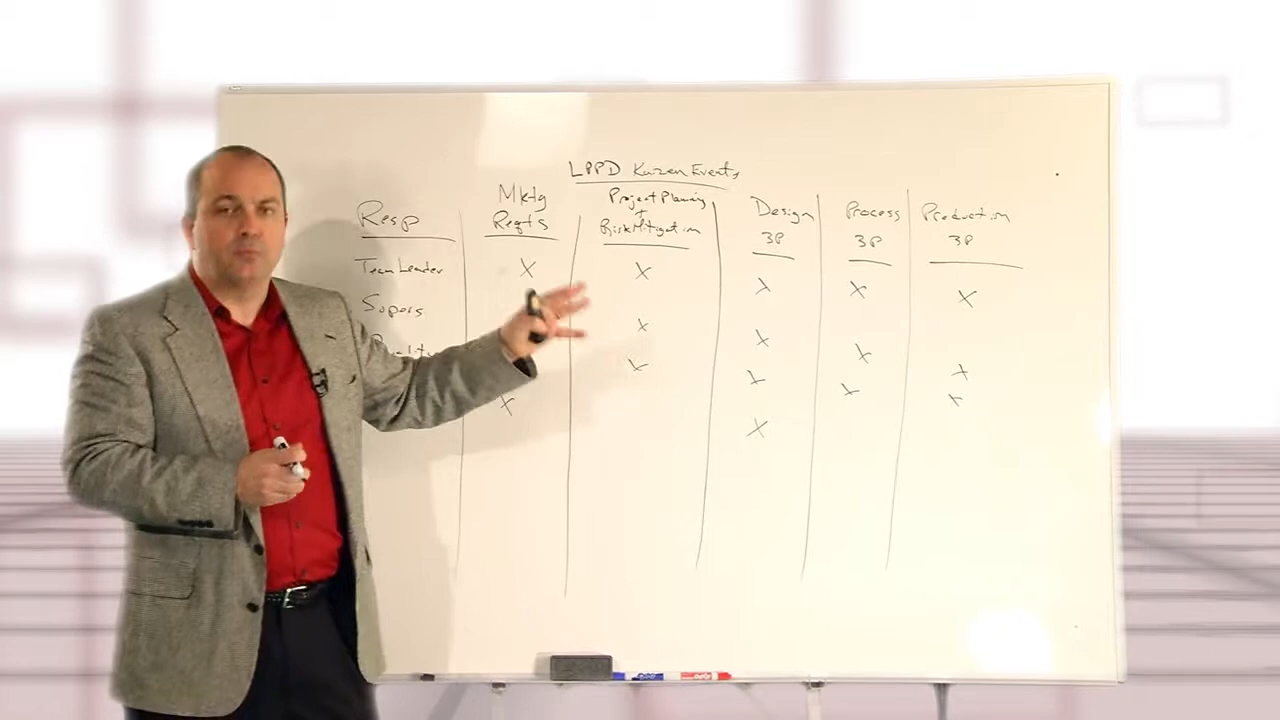 LPPD Kaizen Events
Resp
Mktg
Reqts
Project Planning
+
Risk Mitigation
Design
3P
Process
3P
Production
3P
Team Leader X X X X X
Supers X X X X
Quality X X X X
X X